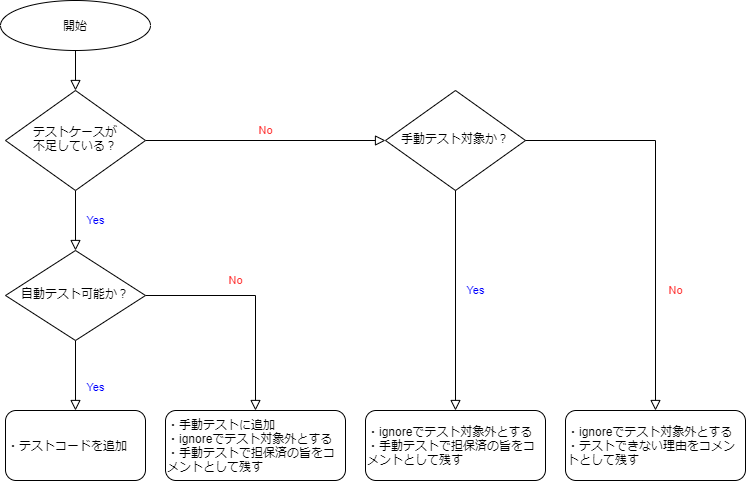 開始
テストケースが
不足している？
No
手動テスト対象か？
Yes
自動テスト可能か？
No
Yes
No
Yes
・テストコードを追加
・手動テストに追加
・ignoreでテスト対象外とする
・手動テストで担保済の旨をコ
メントとして残す
・ignoreでテスト対象外とする
・手動テストで担保済の旨をコ
メントとして残す
・ignoreでテスト対象外とする
・テストできない理由をコメン
トとして残す